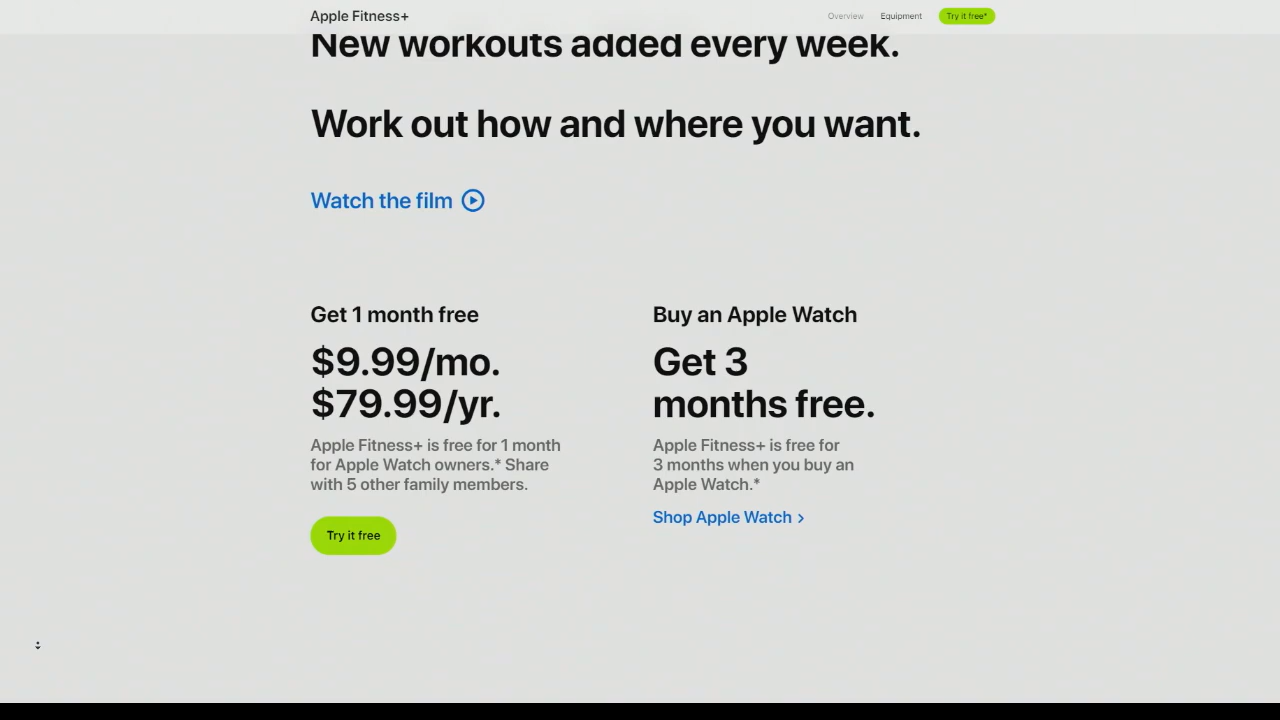 Apple Fitness+
Overview
Equipment
Try it free*
New workouts added every week.
Work out how and where you want.
Watch the film
Get 1 month free
$9.99/mo.
$79.99/yr.
Apple Fitness+ is free for 1 month
for Apple Watch owners.* Share
with 5 other family members.
Try it free
Buy an Apple Watch
Get 3
months free.
Apple Fitness+ is free for
3 months when you buy an
Apple Watch.*
Shop Apple Watch